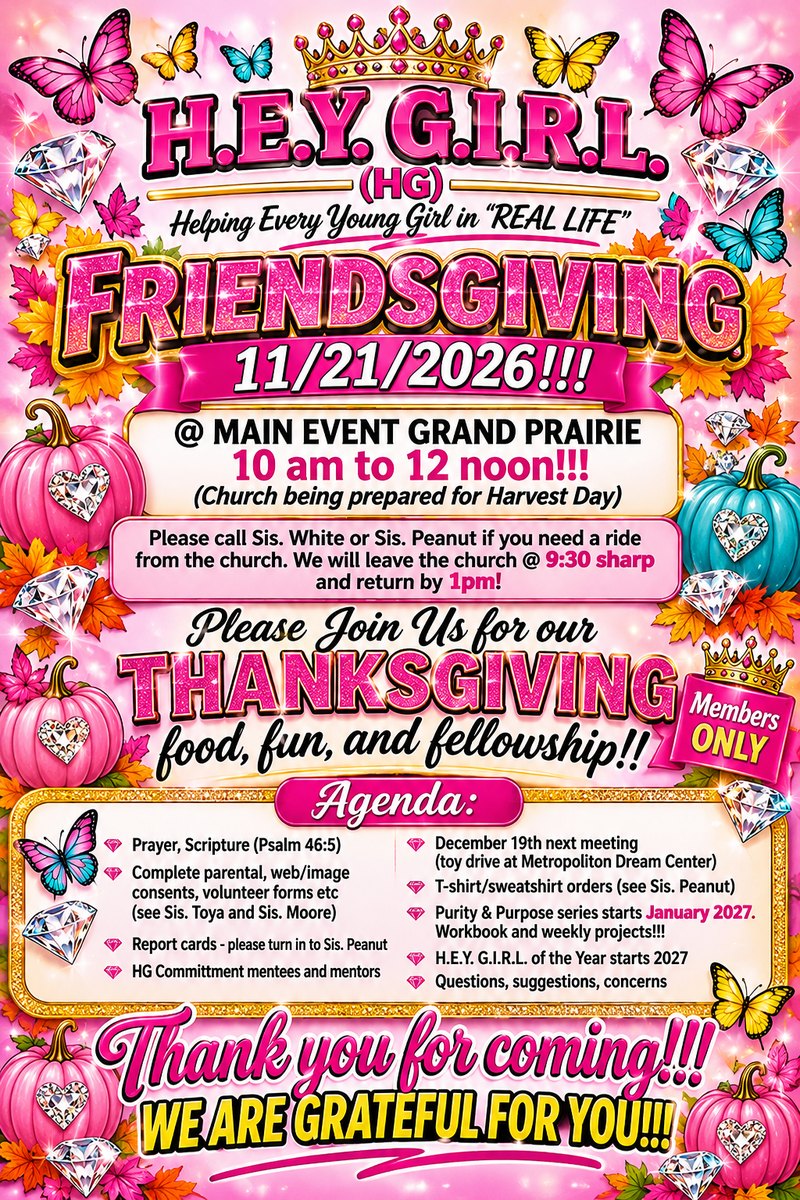 H.E.Y. G.I.R.L.
(HG)
Helping Every Young Girl in "REAL LIFE"
FRIENDSGIVING
11/21/2026!!!
@ MAIN EVENT GRAND PRAIRIE
10 am to 12 noon!!!
(Church being prepared for Harvest Day)
Please call Sis. White or Sis. Peanut if you need a ride
from the church. We will leave the church @ 9:30 sharp
and return by 1pm!
Please Join Us for our
THANKSGIVING
food, fun, and fellowship!!
Members
ONLY
Agenda:
Prayer, Scripture (Psalm 46:5)
Complete parental, web/image
consents, volunteer forms etc
(see Sis. Toya and Sis. Moore)
Report cards - please turn in to Sis. Peanut
HG Committment mentees and mentors
December 19th next meeting
(toy drive at Metropoliton Dream Center)
T-shirt/sweatshirt orders (see Sis. Peanut)
Purity & Purpose series starts January 2027.
Workbook and weekly projects!!!
H.E.Y. G.I.R.L. of the Year starts 2027
Questions, suggestions, concerns
Thank you for coming!!!
WE ARE GRATEFUL FOR YOU!!!